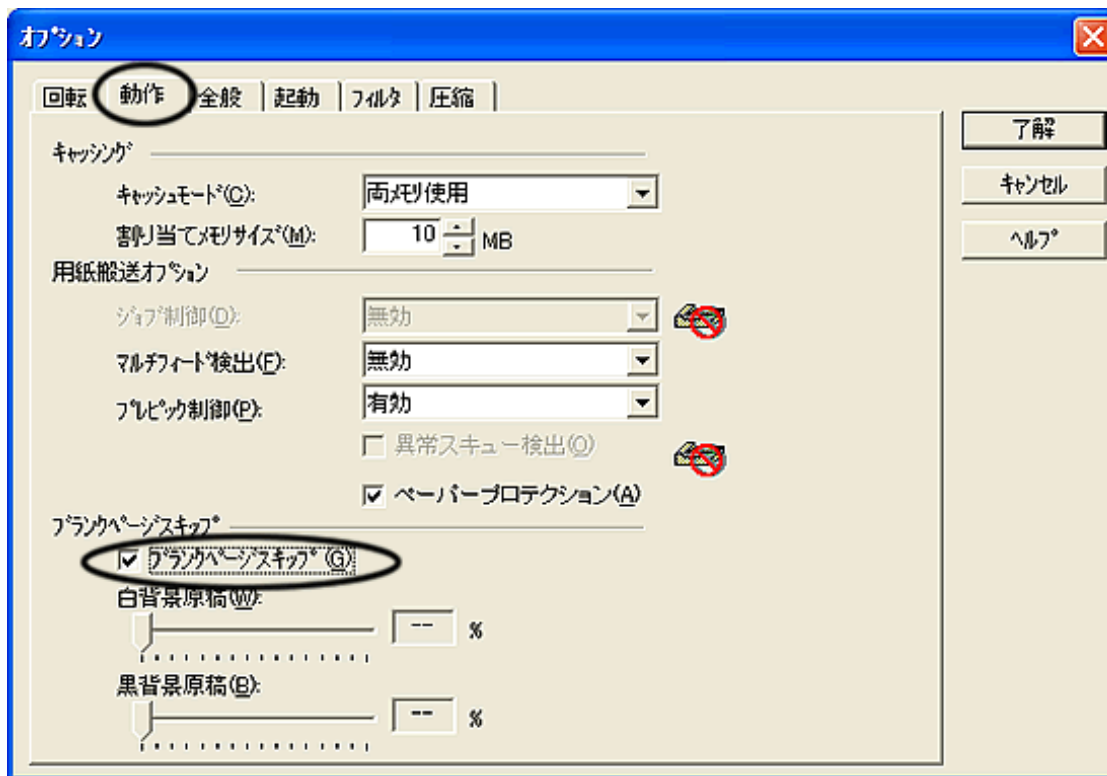 オプション
回転 動作 全般 起動 フィルタ 圧縮
了解
キャンセル
ヘルプ
キャッシング
キャッシュモード(C): 両メモリ使用
割り当てメモリサイズ(M): 10 MB
用紙搬送オプション
ジョブ制御(D): 無効
マルチフィード検出(F): 無効
プレピック制御(P): 有効
異常スキュー検出(O)
ペーパープロテクション(A)
ブランクページスキップ
ブランクページスキップ(G)
白背景原稿(W):
-- %
黒背景原稿(B):
-- %